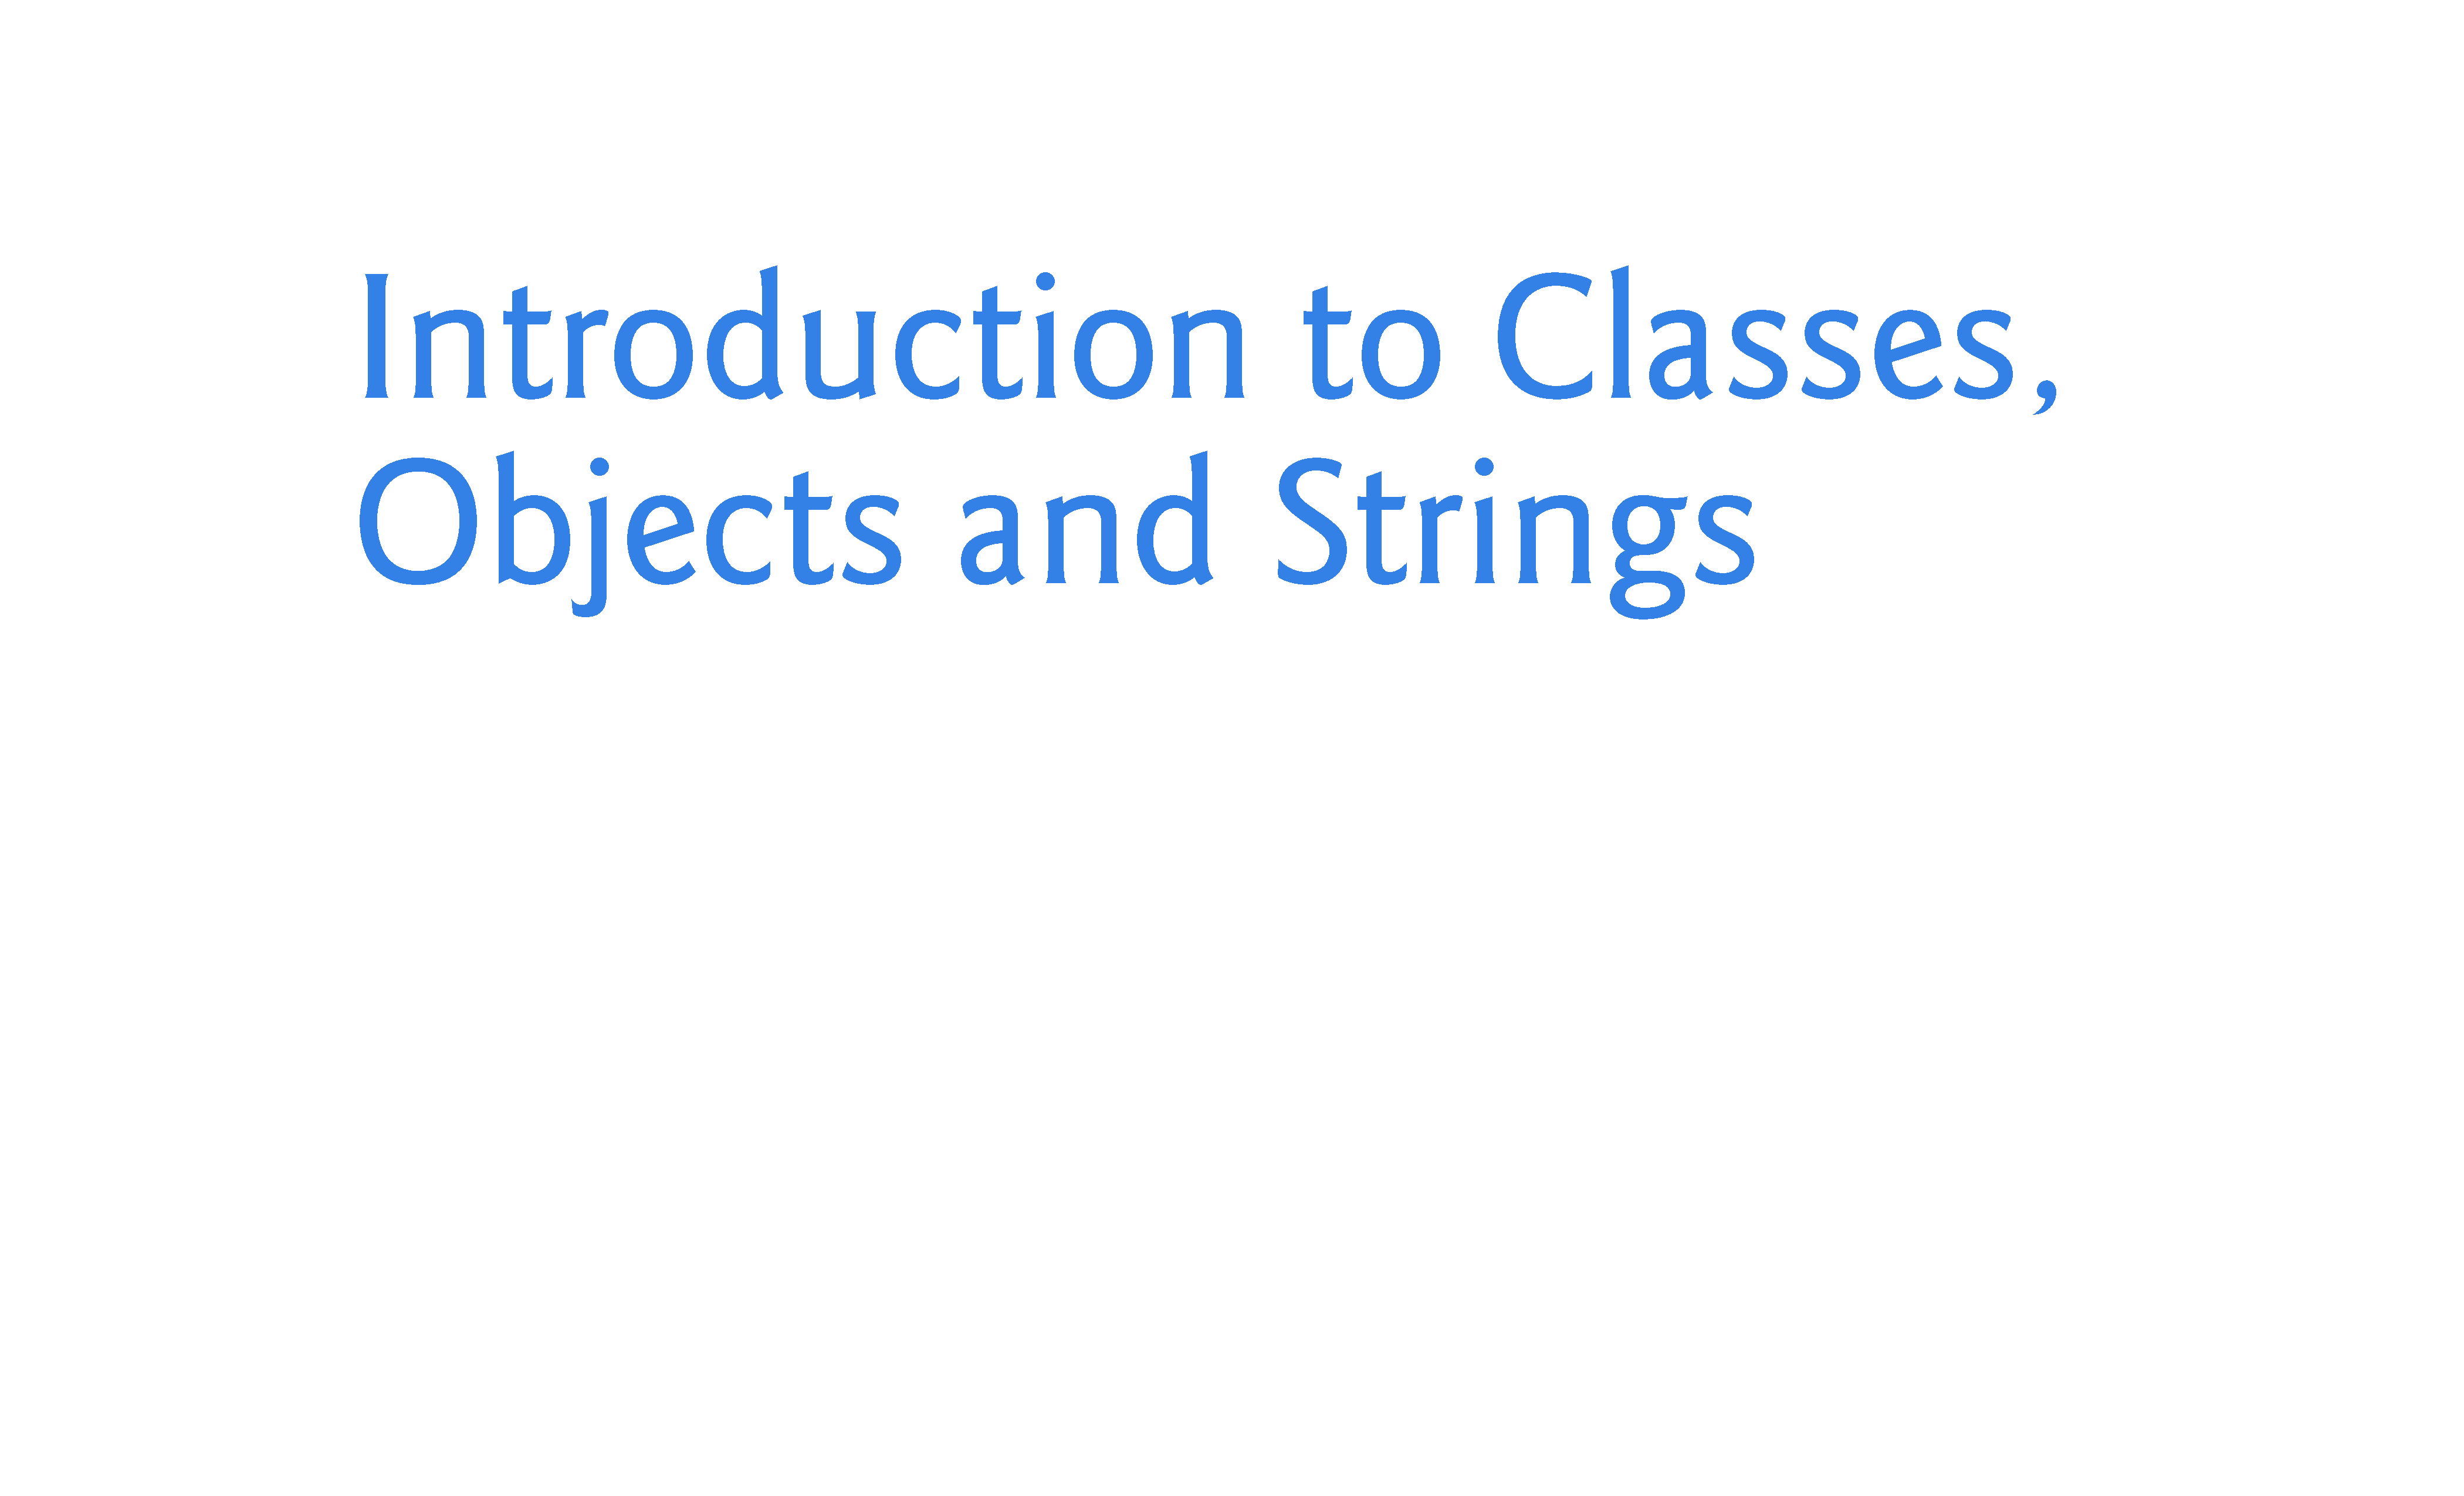 Introduction to Classes,
Objects and Strings